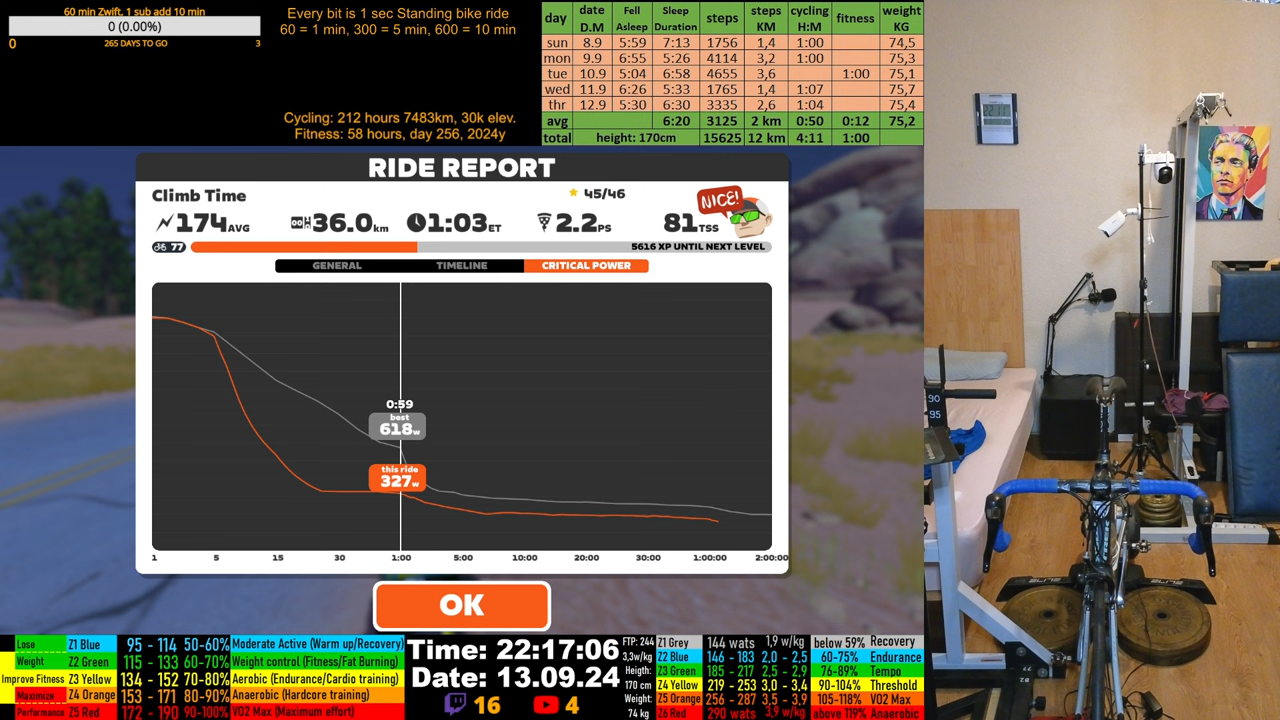 60 min Zwift, 1 sub add 10 min
0 (0.00%)
0 265 DAYS TO GO 3
Every bit is 1 sec Standing bike ride
60 = 1 min, 300 = 5 min, 600 = 10 min
Cycling: 212 hours 7483km, 30k elev.
Fitness: 58 hours, day 256, 2024y
day date D.M Fell Asleep Sleep Duration steps steps KM cycling H:M fitness weight KG
sun 8.9 5:59 7:13 1756 1,4 1:00 74,5
mon 9.9 6:55 5:26 4114 3,2 1:00 75,3
tue 10.9 5:04 6:58 4655 3,6 1:00 75,1
wed 11.9 6:26 5:33 1765 1,4 1:07 75,7
thr 12.9 5:30 6:30 3335 2,6 1:04 75,4
avg 6:20 3125 2 km 0:50 0:12 75,2
total height: 170cm 15625 12 km 4:11 1:00
RIDE REPORT
Climb Time
45/46
NICE!
174AVG 36.0km 1:03ET 2.2PS 81TSS
77 5616 XP UNTIL NEXT LEVEL
GENERAL TIMELINE CRITICAL POWER
0:59
best
618w
this ride
327w
1 5 15 30 1:00 5:00 10:00 20:00 30:00 1:00:00 2:00:00
OK
Lose Z1 Blue 95 - 114 50-60% Moderate Active (Warm up/Recovery)
Weight Z2 Green 115 - 133 60-70% Weight control (Fitness/Fat Burning)
Improve Fitness Z3 Yellow 134 - 152 70-80% Aerobic (Endurance/Cardio training)
Maximize Z4 Orange 153 - 171 80-90% Anaerobic (Hardcore training)
Performance Z5 Red 172 - 190 90-100% VO2 Max (Maximum effort)
Time: 22:17:06
Date: 13.09.24
16 4
FTP: 244
3,3w/kg
Heigth:
170 cm
Weight:
74 kg
Z1 Grey 144 wats 1,9 w/kg below 59% Recovery
Z2 Blue 146 - 183 2,0 - 2,5 60-75% Endurance
Z3 Green 185 - 217 2,5 - 2,9 76-89% Tempo
Z4 Yellow 219 - 253 3,0 - 3,4 90-104% Threshold
Z5 Orange 256 - 287 3,5 - 3,9 105-118% VO2 Max
Z6 Red 290 wats 3,9 w/kg above 119% Anaerobic
90
95
ELITE